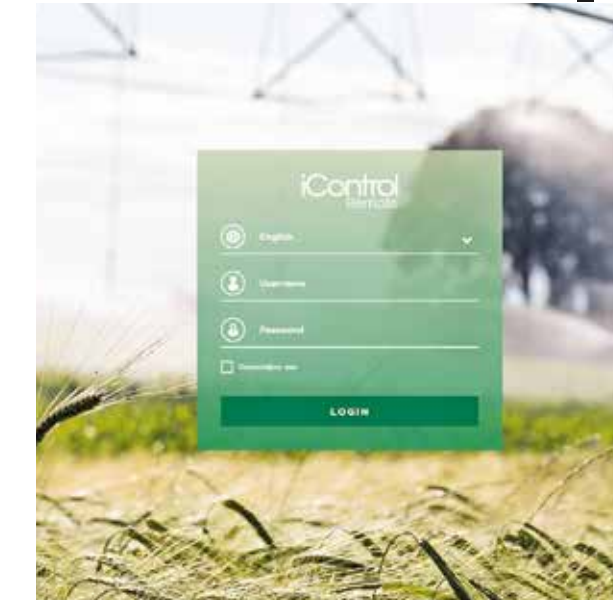 iControl
Remote
English
Username
Password
Remember me
LOGIN